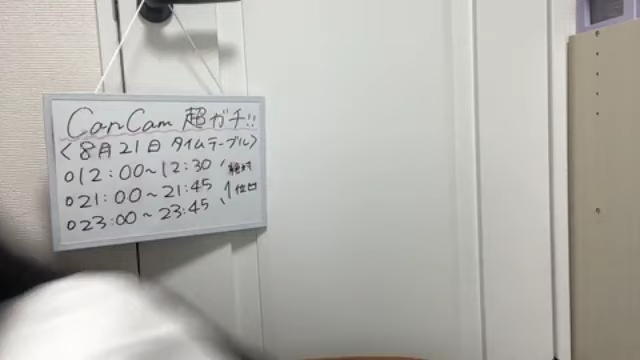 CanCam 超ガチ!!
<8月21日 タイムテーブル>
○12:00~12:30
○21:00~21:45
○23:00~23:45
絶対
1位